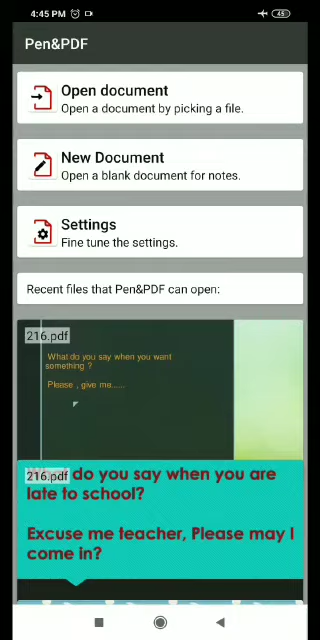 4:45 PM
45
Pen&PDF
Open document
Open a document by picking a file.
New Document
Open a blank document for notes.
Settings
Fine tune the settings.
Recent files that Pen&PDF can open:
216.pdf
What do you say when you want
something ?
Please , give me......
216.pdf do you say when you are
late to school?
Excuse me teacher, Please may I
come in?